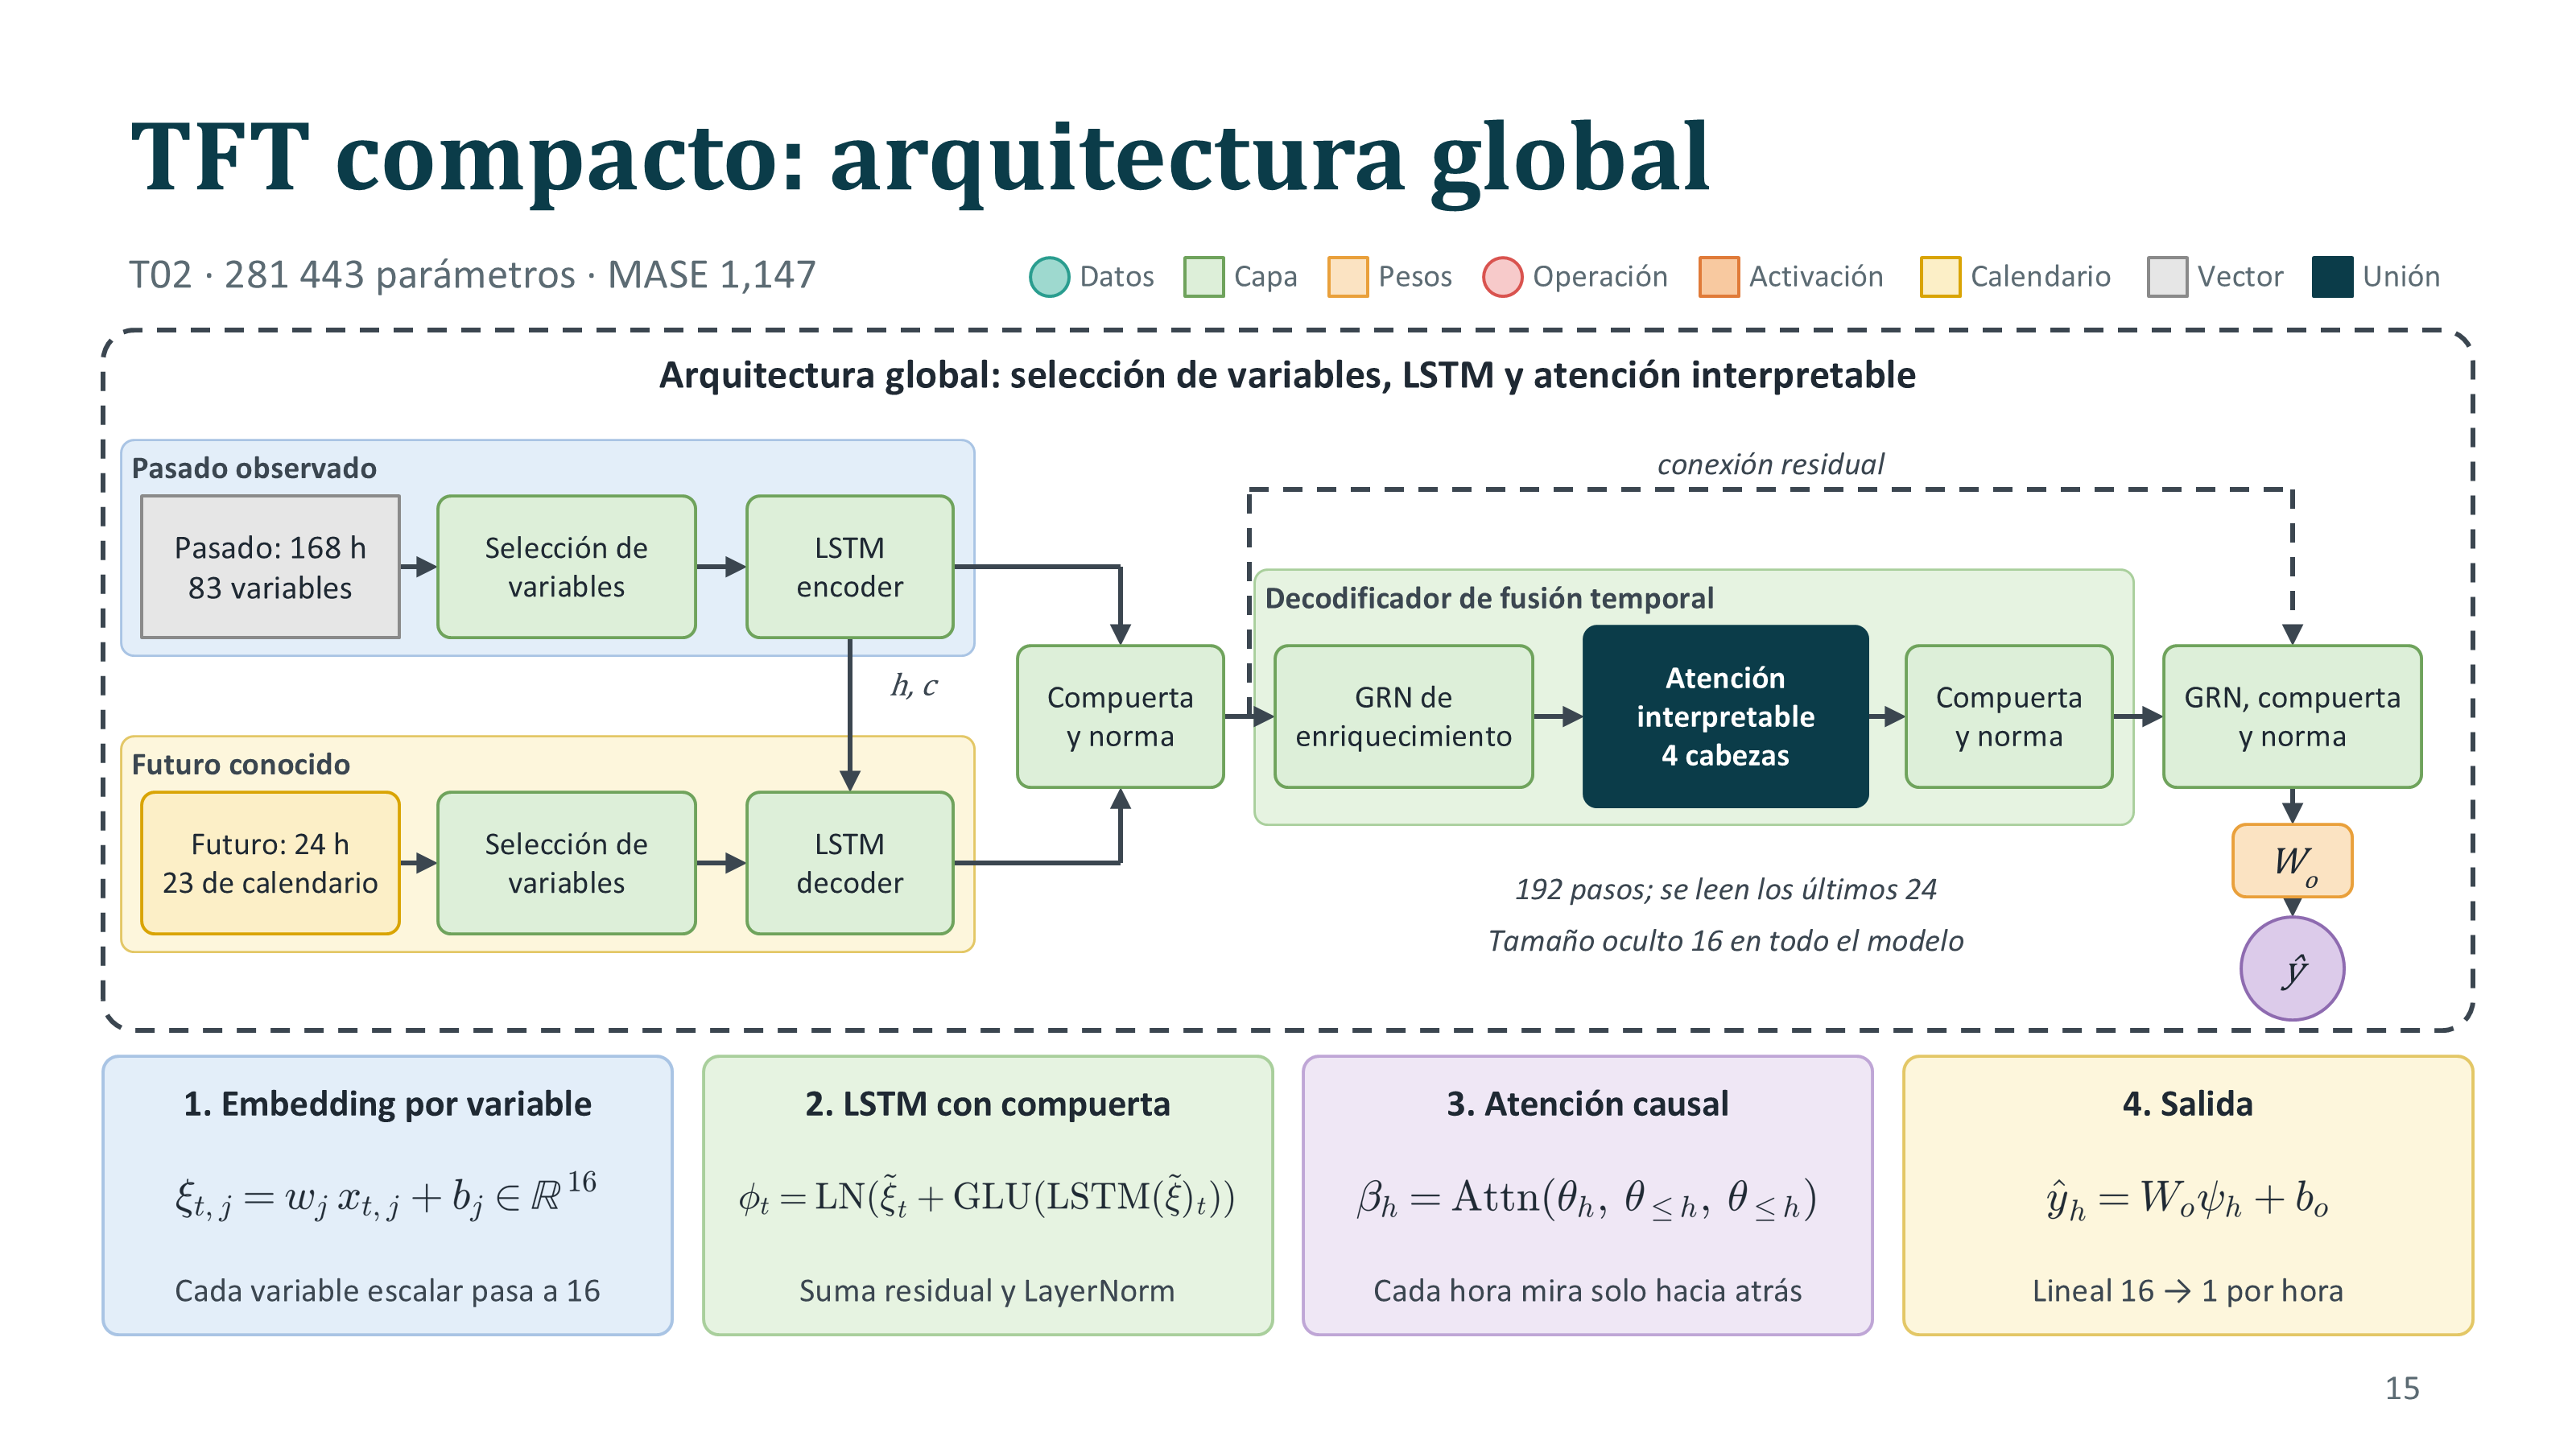 TFT compacto: arquitectura global
T02 · 281 443 parámetros · MASE 1,147
Datos Capa Pesos Operación Activación Calendario Vector Unión
Arquitectura global: selección de variables, LSTM y atención interpretable
Pasado observado
Pasado: 168 h
83 variables
Selección de
variables
LSTM
encoder
h, c
Futuro conocido
Futuro: 24 h
23 de calendario
Selección de
variables
LSTM
decoder
Compuerta
y norma
conexión residual
Decodificador de fusión temporal
GRN de
enriquecimiento
Atención
interpretable
4 cabezas
Compuerta
y norma
GRN, compuerta
y norma
W_o
ŷ
192 pasos; se leen los últimos 24
Tamaño oculto 16 en todo el modelo
1. Embedding por variable
ξ_{t, j} = w_j x_{t, j} + b_j ∈ ℝ^{16}
Cada variable escalar pasa a 16
2. LSTM con compuerta
ϕ_t = LN(ξ̃_t + GLU(LSTM(ξ̃)_t))
Suma residual y LayerNorm
3. Atención causal
β_h = Attn(θ_h, θ_{≤ h}, θ_{≤ h})
Cada hora mira solo hacia atrás
4. Salida
ŷ_h = W_o ψ_h + b_o
Lineal 16 → 1 por hora
15